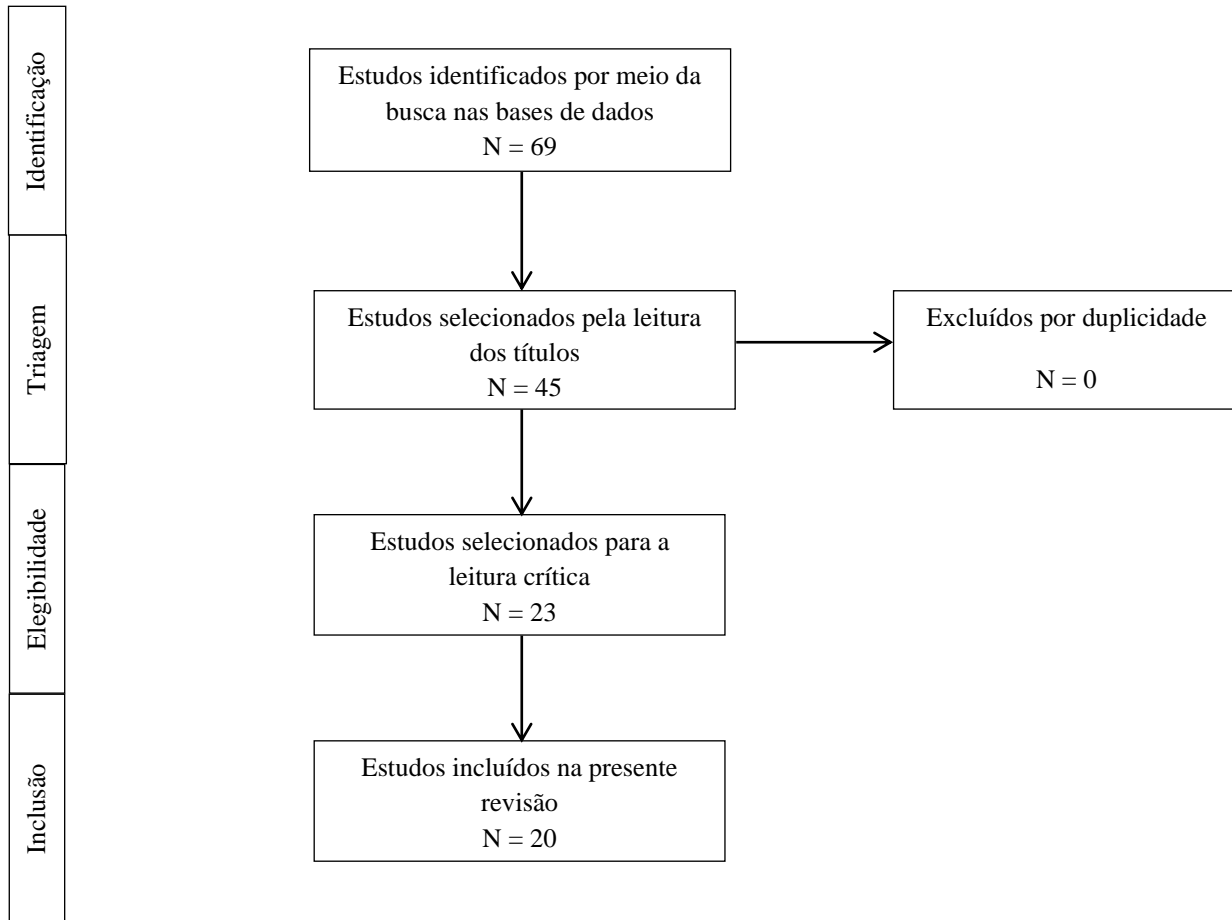 Identificação
Estudos identificados por meio da
busca nas bases de dados
N = 69
Triagem
Estudos selecionados pela leitura
dos títulos
N = 45
Excluídos por duplicidade
N = 0
Elegibilidade
Estudos selecionados para a
leitura crítica
N = 23
Inclusão
Estudos incluídos na presente
revisão
N = 20